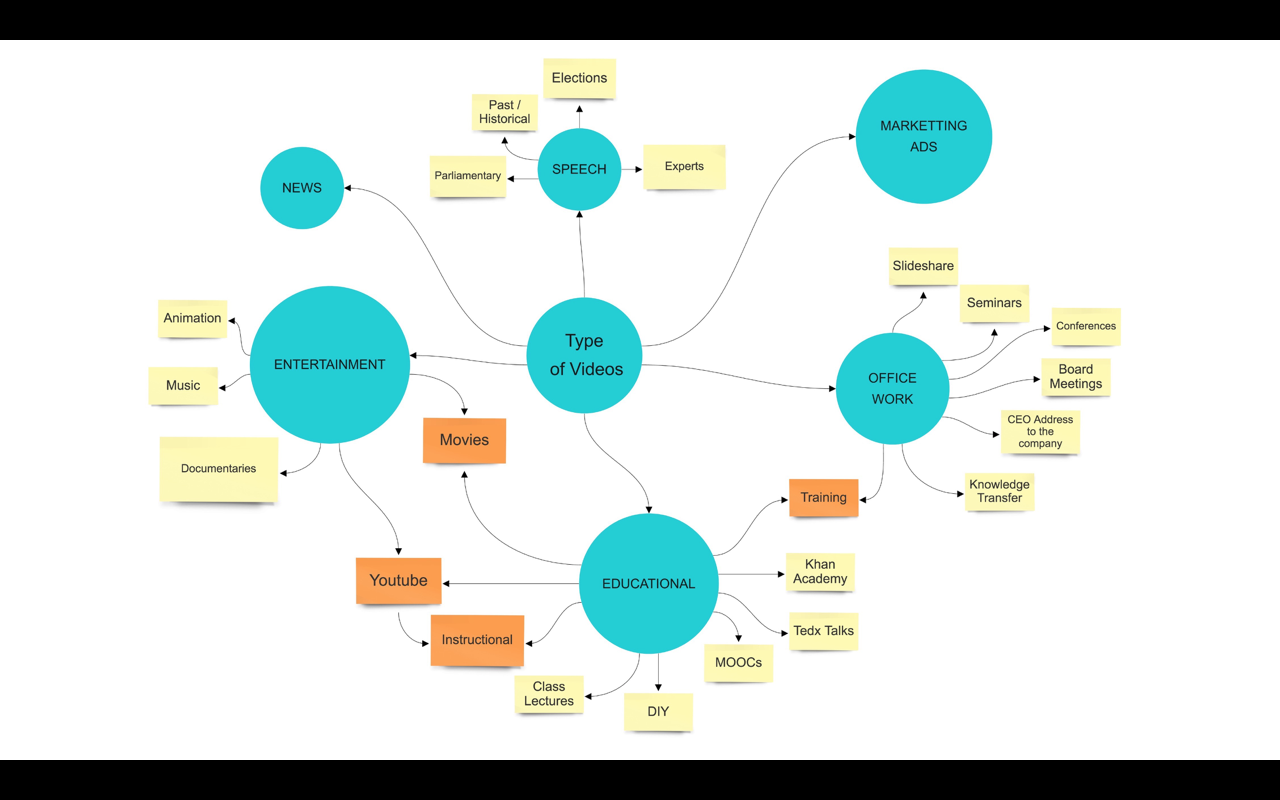 Elections
Past /
Historical
MARKETTING
ADS
SPEECH
Experts
Parliamentary
NEWS
Slideshare
Seminars
Animation
Conferences
Type
of Videos
ENTERTAINMENT
Music
OFFICE
WORK
Board
Meetings
CEO Address
to the
company
Movies
Documentaries
Knowledge
Transfer
Training
Khan
Academy
Youtube
EDUCATIONAL
Tedx Talks
Instructional
MOOCs
Class
Lectures
DIY